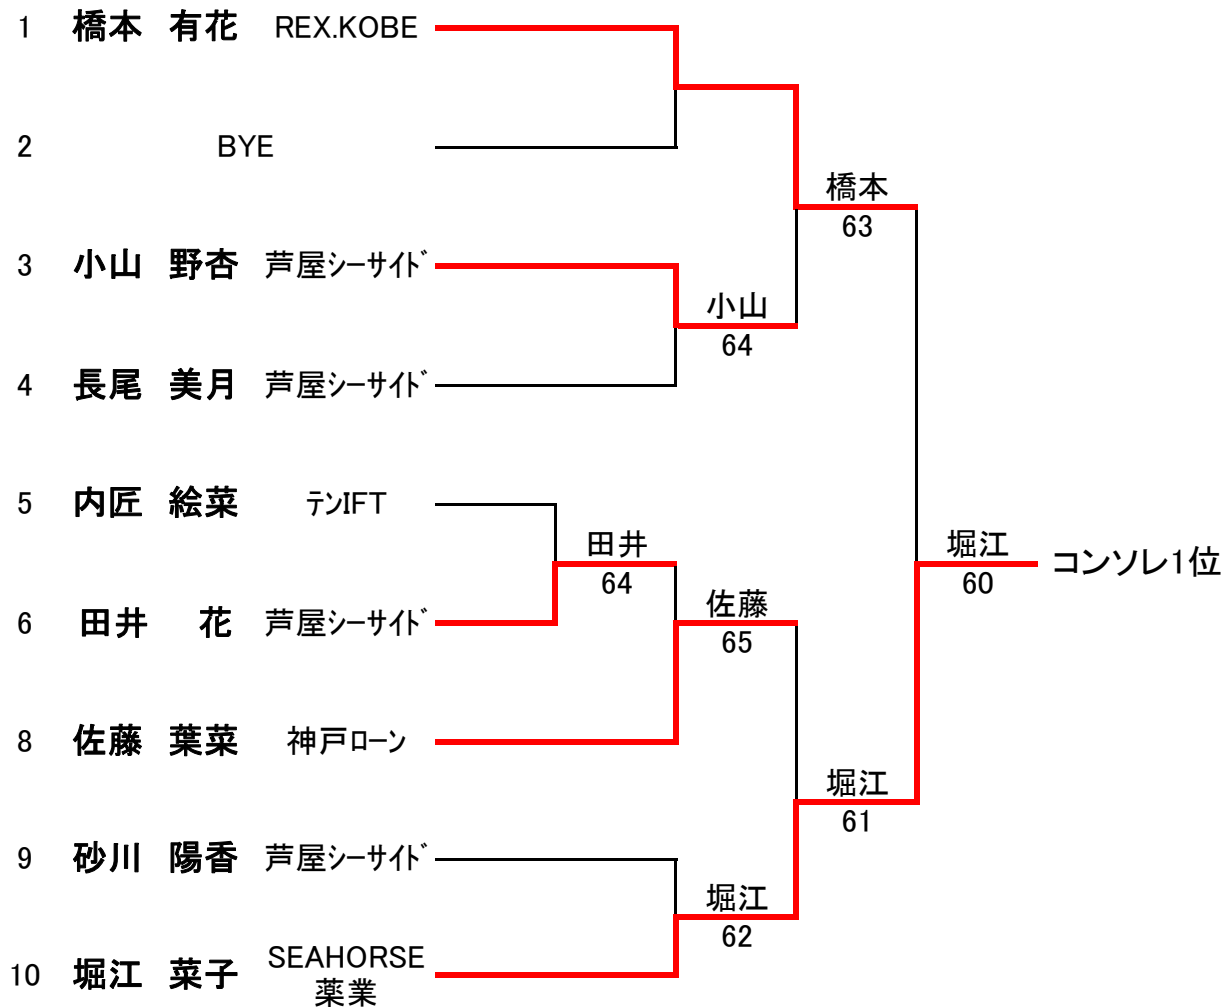 1 橋本 有花 REX.KOBE
2 BYE
橋本
63
3 小山 野杏 芦屋シーサイド
小山
64
4 長尾 美月 芦屋シーサイド
5 内匠 絵菜 テンIFT
田井
64
堀江
60
コンソレ1位
6 田井 花 芦屋シーサイド
佐藤
65
8 佐藤 葉菜 神戸ローン
堀江
61
9 砂川 陽香 芦屋シーサイド
堀江
62
10 堀江 菜子 SEAHORSE
薬業